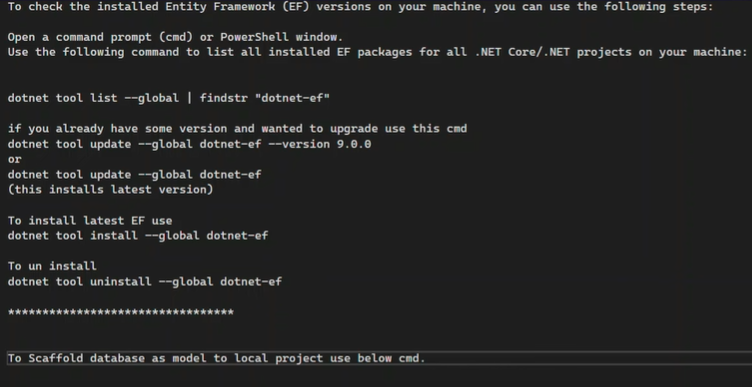 To check the installed Entity Framework (EF) versions on your machine, you can use the following steps:
Open a command prompt (cmd) or PowerShell window.
Use the following command to list all installed EF packages for all .NET Core/.NET projects on your machine:
dotnet tool list --global | findstr "dotnet-ef"
if you already have some version and wanted to upgrade use this cmd
dotnet tool update --global dotnet-ef --version 9.0.0
or
dotnet tool update --global dotnet-ef
(this installs latest version)
To install latest EF use
dotnet tool install --global dotnet-ef
To un install
dotnet tool uninstall --global dotnet-ef
*********************************
To Scaffold database as model to local project use below cmd.